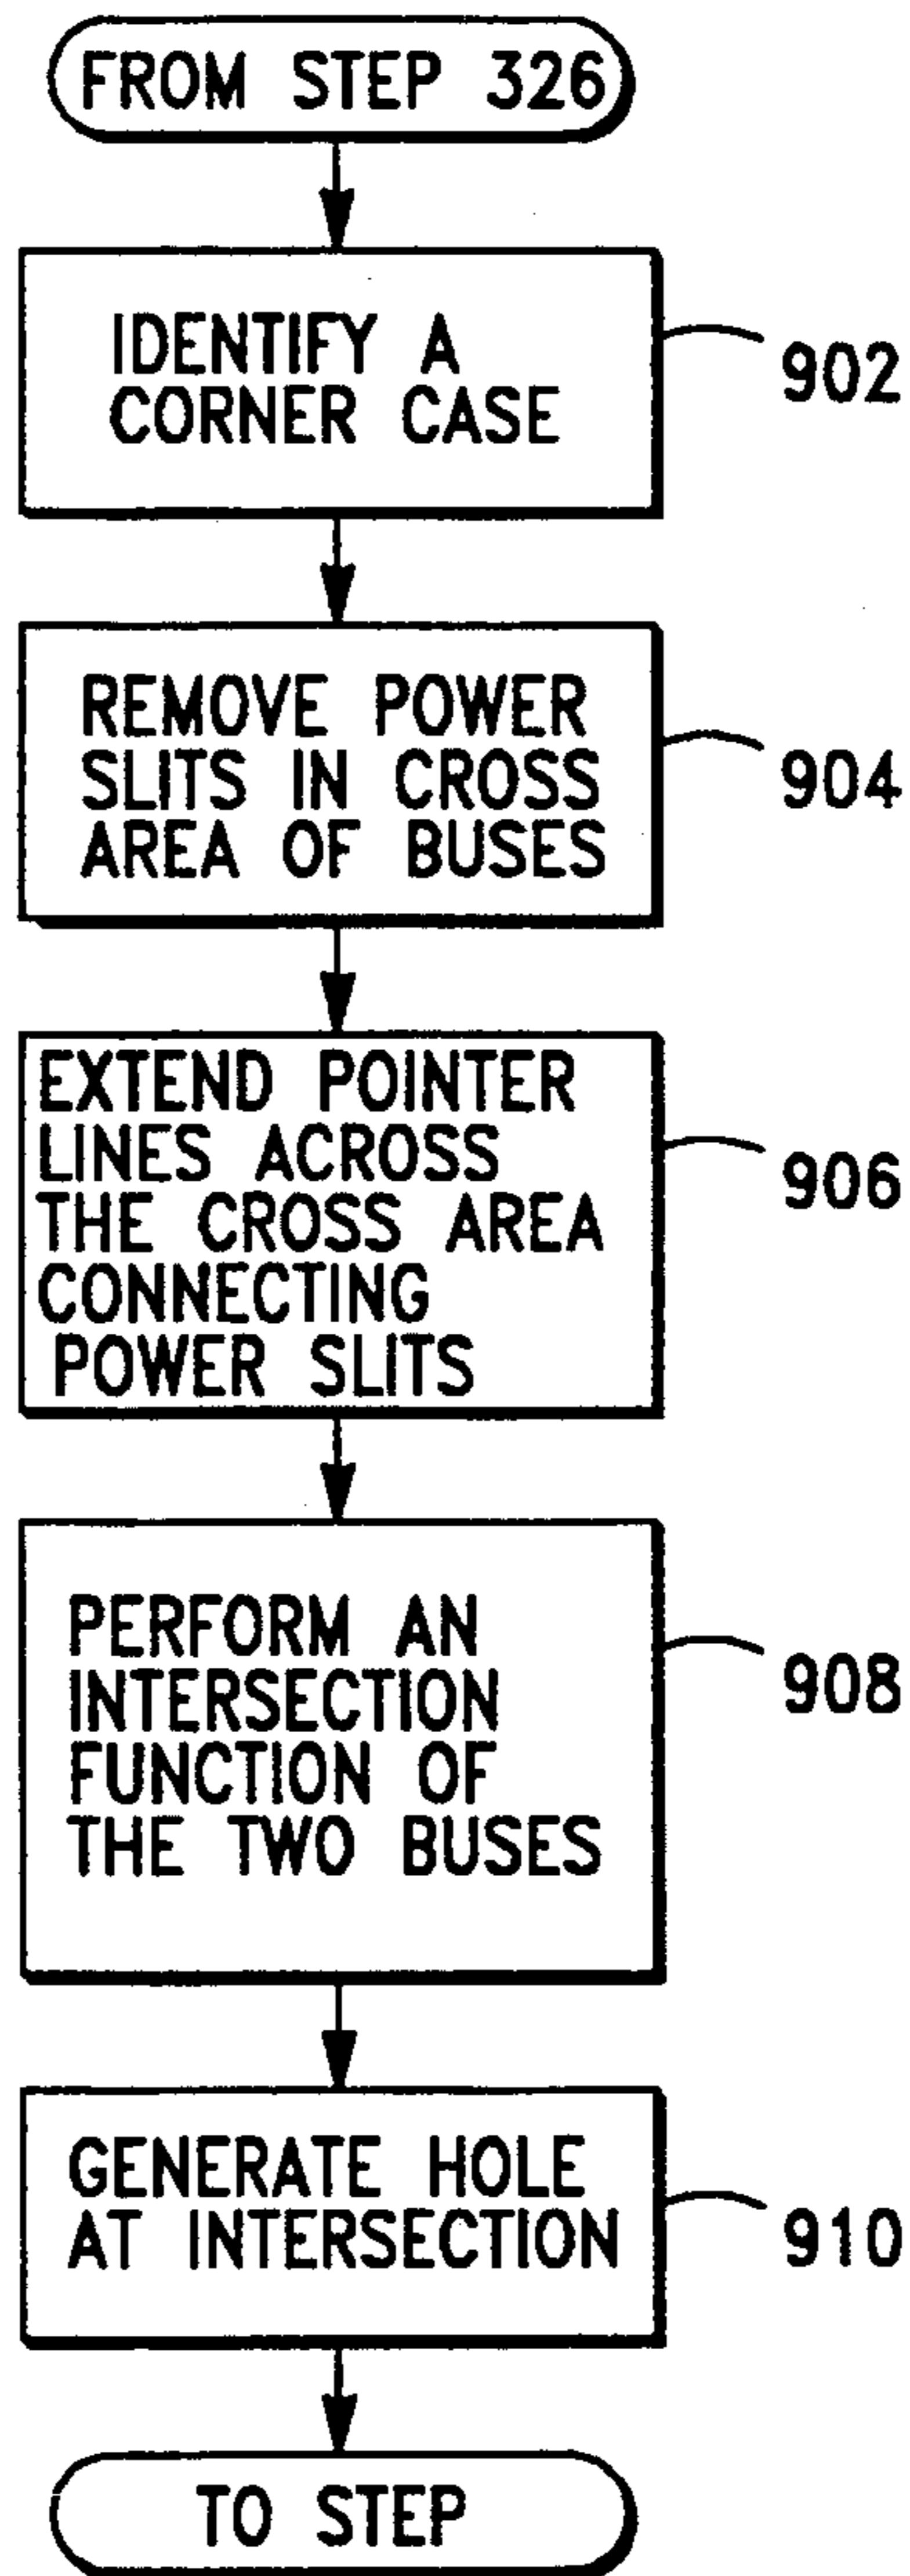 FROM STEP 326
IDENTIFY A
CORNER CASE
902
REMOVE POWER
SLITS IN CROSS
AREA OF BUSES
904
EXTEND POINTER
LINES ACROSS
THE CROSS AREA
CONNECTING
POWER SLITS
906
PERFORM AN
INTERSECTION
FUNCTION OF
THE TWO BUSES
908
GENERATE HOLE
AT INTERSECTION
910
TO STEP